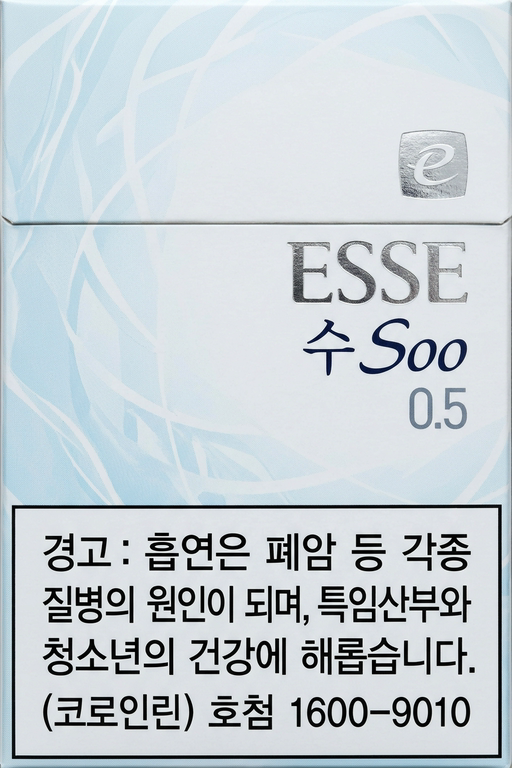 e
ESSE
수 Soo
0.5
경고 : 흡연은 폐암 등 각종
질병의 원인이 되며, 특임산부와
청소년의 건강에 해롭습니다.
(코로인린) 호첨 1600-9010